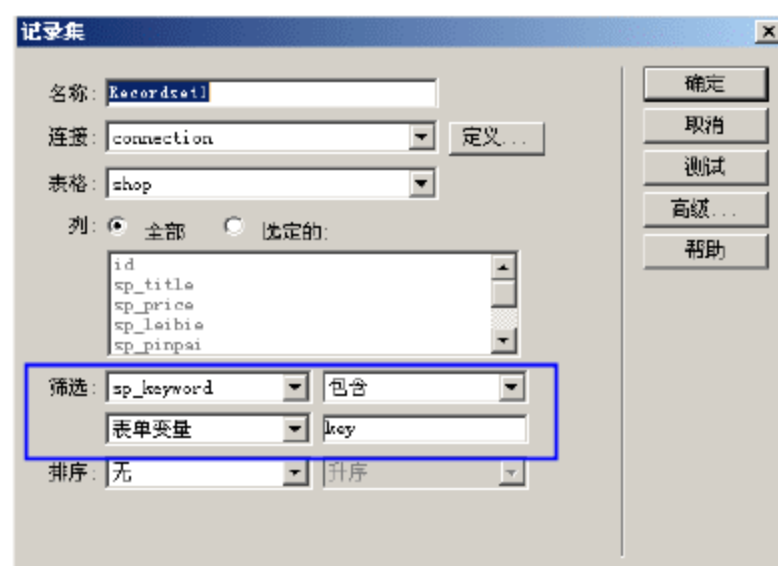 记录集
名称: Recordset1
确定
连接: connection
定义...
取消
表格: shop
测试
列: 全部 选定的:
高级...
帮助
id
sp_title
sp_price
sp_leibie
sp_pinpai
筛选: sp_keyword 包含
表单变量 key
排序: 无 升序